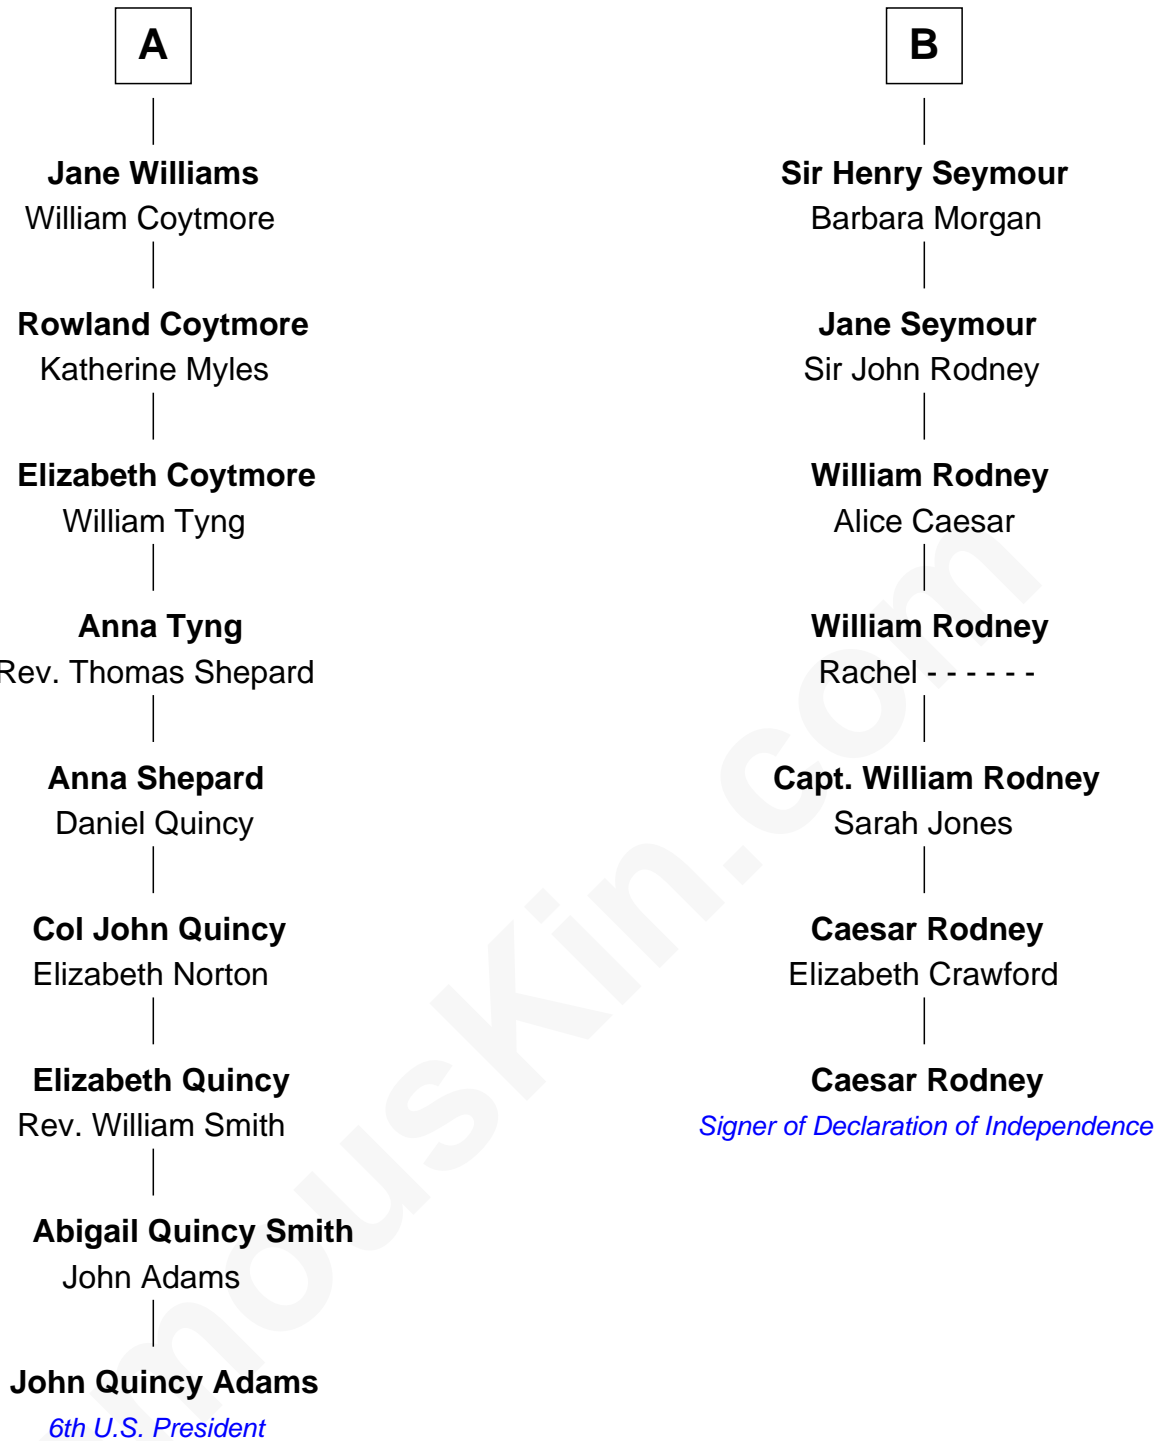 A
Jane Williams
William Coytmore
Rowland Coytmore
Katherine Myles
Elizabeth Coytmore
William Tyng
Anna Tyng
Rev. Thomas Shepard
Anna Shepard
Daniel Quincy
Col John Quincy
Elizabeth Norton
Elizabeth Quincy
Rev. William Smith
Abigail Quincy Smith
John Adams
John Quincy Adams
6th U.S. President
B
Sir Henry Seymour
Barbara Morgan
Jane Seymour
Sir John Rodney
William Rodney
Alice Caesar
William Rodney
Rachel - - - - - -
Capt. William Rodney
Sarah Jones
Caesar Rodney
Elizabeth Crawford
Caesar Rodney
Signer of Declaration of Independence
mouskin.com